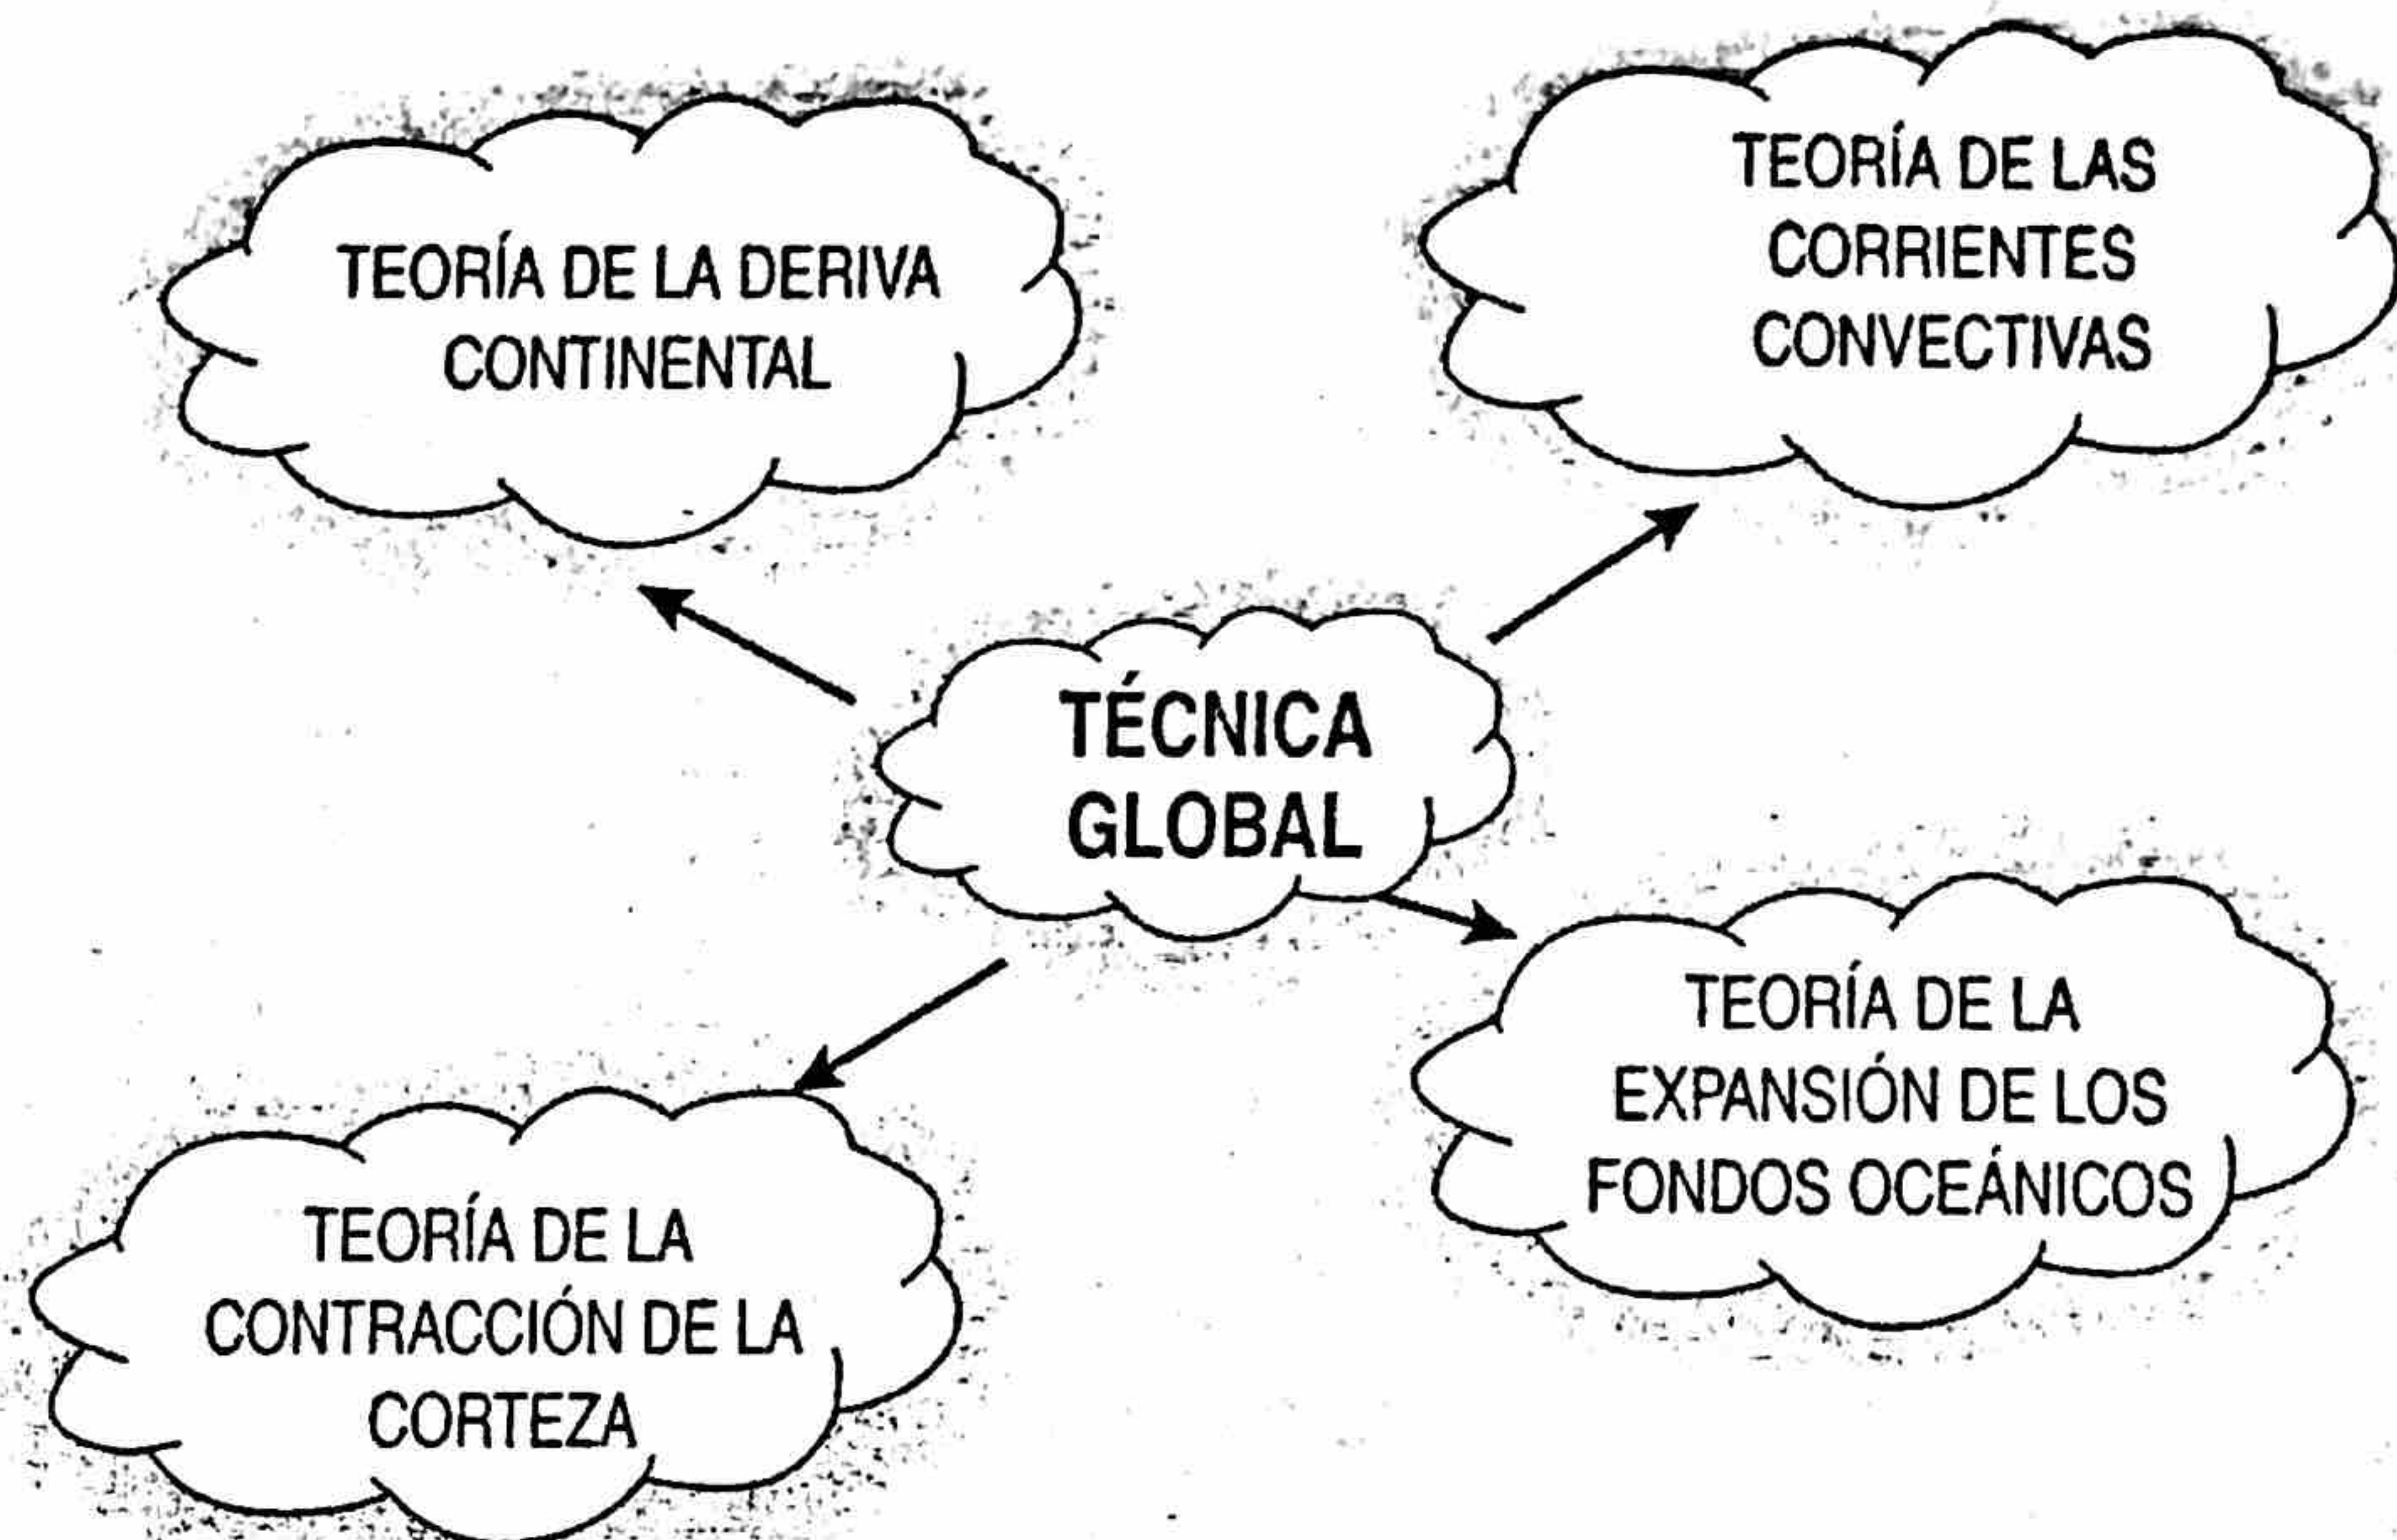 TEORÍA DE LA DERIVA
CONTINENTAL
TEORÍA DE LAS
CORRIENTES
CONVECTIVAS
TÉCNICA
GLOBAL
TEORÍA DE LA
CONTRACCIÓN DE LA
CORTEZA
TEORÍA DE LA
EXPANSIÓN DE LOS
FONDOS OCEÁNICOS